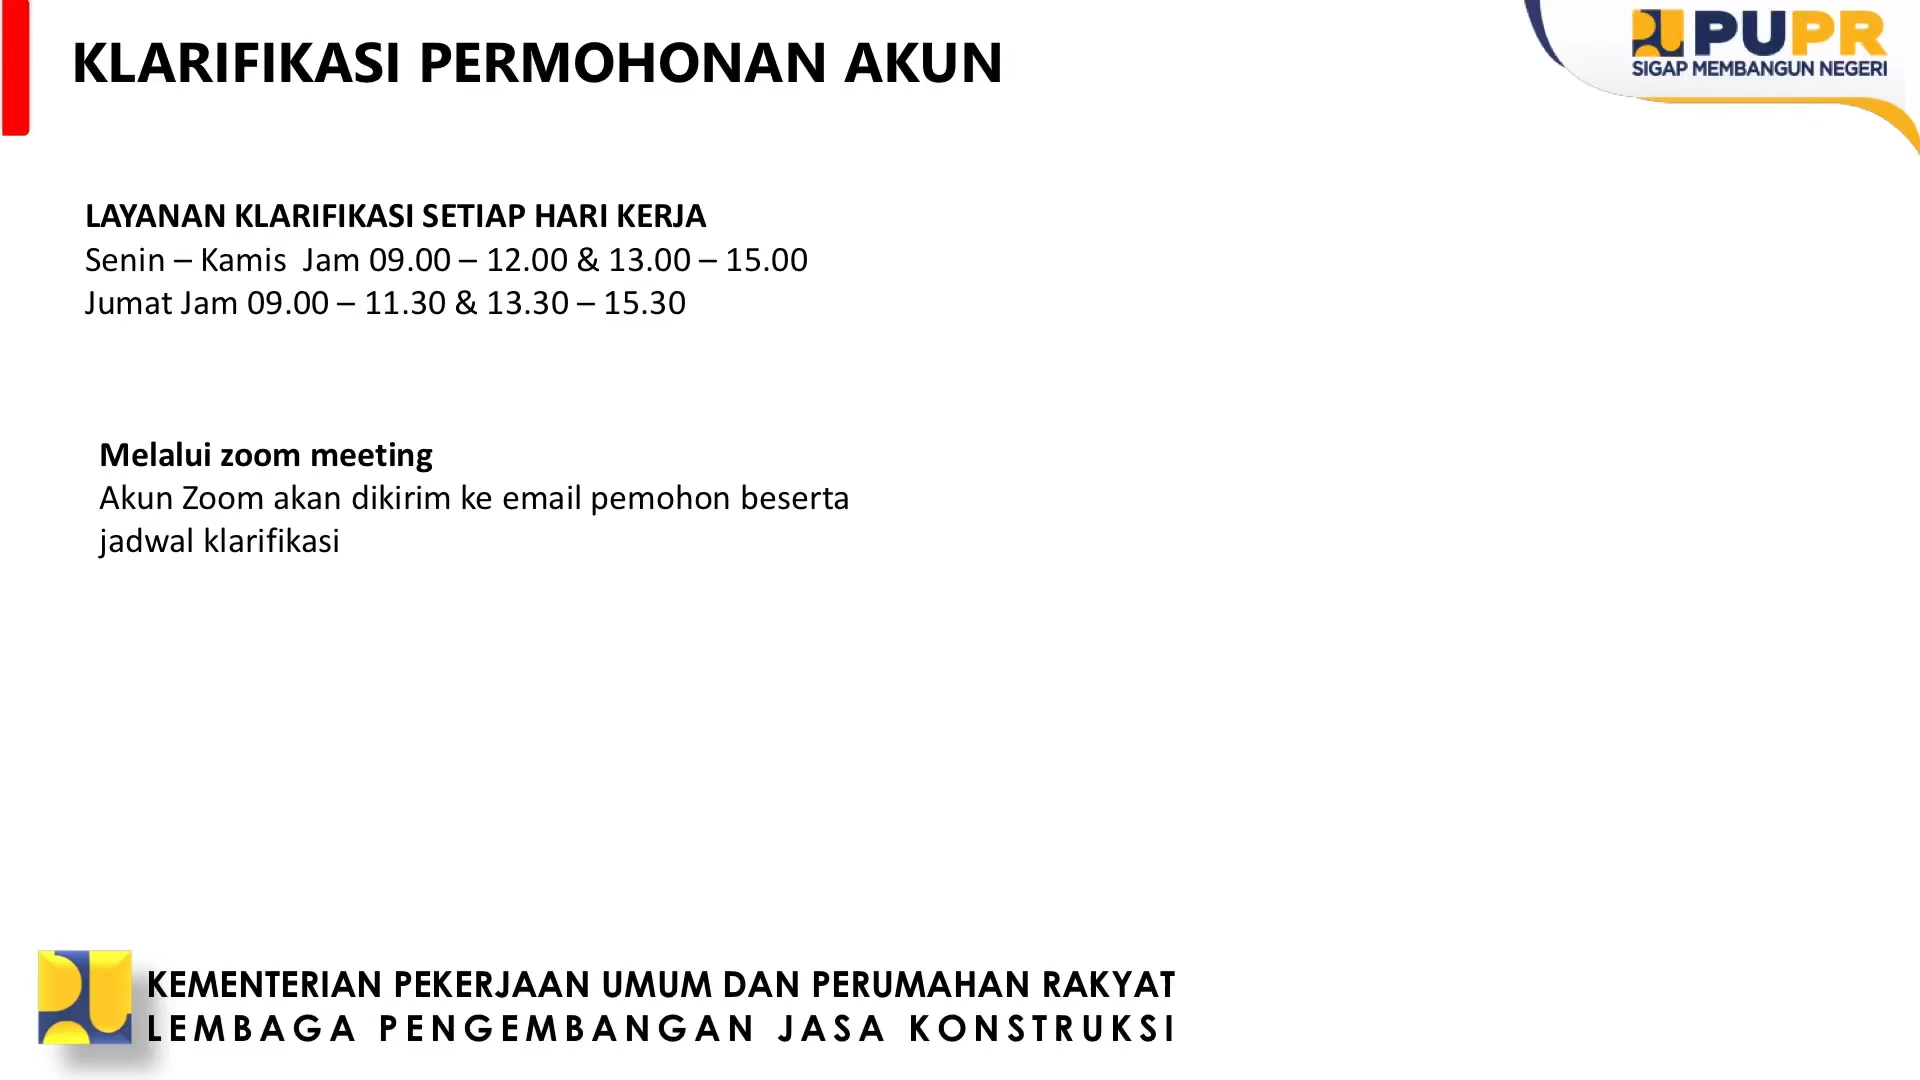 KLARIFIKASI PERMOHONAN AKUN
PUPR
SIGAP MEMBANGUN NEGERI
LAYANAN KLARIFIKASI SETIAP HARI KERJA
Senin – Kamis  Jam 09.00 – 12.00 & 13.00 – 15.00
Jumat Jam 09.00 – 11.30 & 13.30 – 15.30
Melalui zoom meeting
Akun Zoom akan dikirim ke email pemohon beserta
jadwal klarifikasi
KEMENTERIAN PEKERJAAN UMUM DAN PERUMAHAN RAKYAT
LEMBAGA PENGEMBANGAN JASA KONSTRUKSI